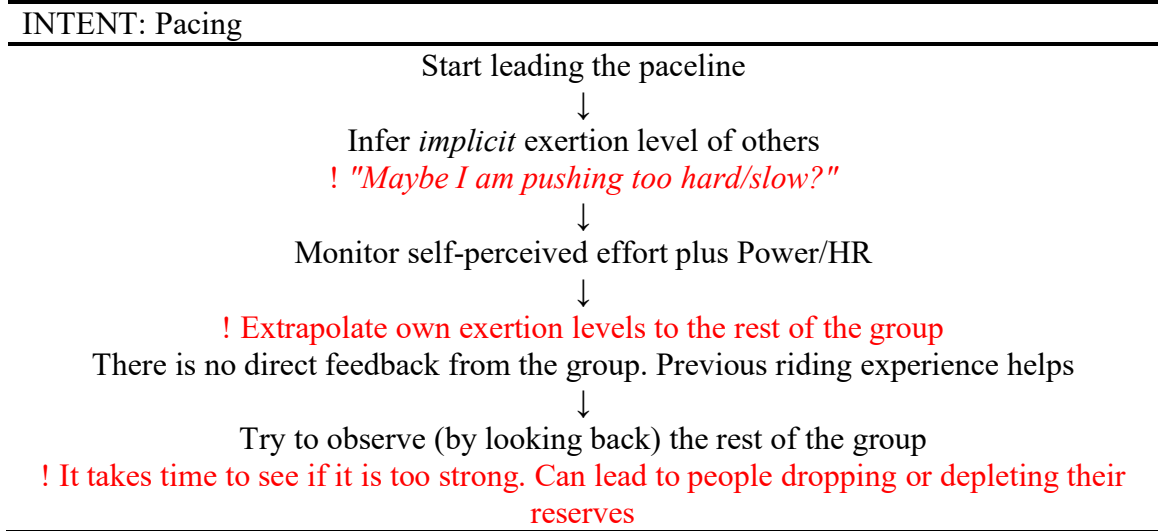 INTENT: Pacing
Start leading the paceline
↓
Infer implicit exertion level of others
! "Maybe I am pushing too hard/slow?"
↓
Monitor self-perceived effort plus Power/HR
↓
! Extrapolate own exertion levels to the rest of the group
There is no direct feedback from the group. Previous riding experience helps
↓
Try to observe (by looking back) the rest of the group
! It takes time to see if it is too strong. Can lead to people dropping or depleting their
reserves